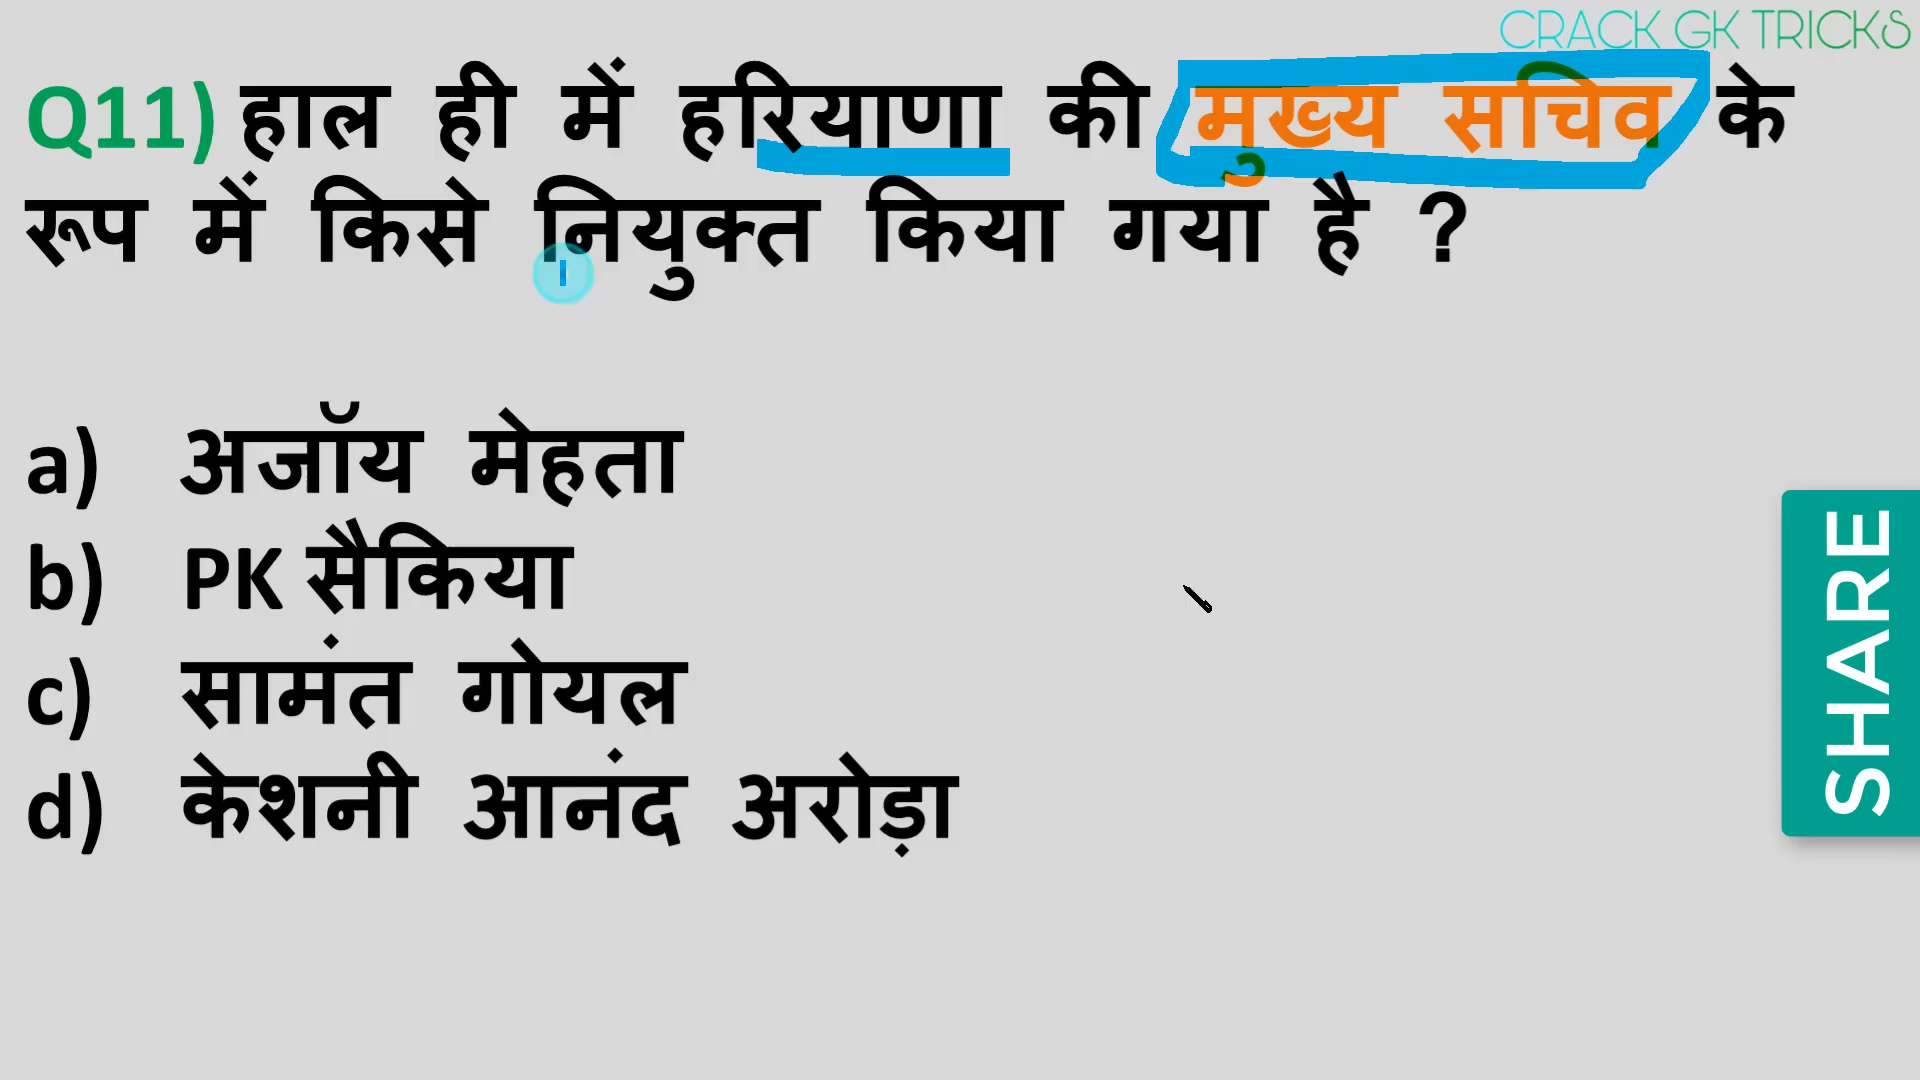 CRACK GK TRICKS
Q11) हाल ही में हरियाणा की मुख्य सचिव के
रूप में किसे नियुक्त किया गया है ?
a) अजॉय मेहता
b) PK सैकिया
c) सामंत गोयल
d) केशनी आनंद अरोड़ा
SHARE